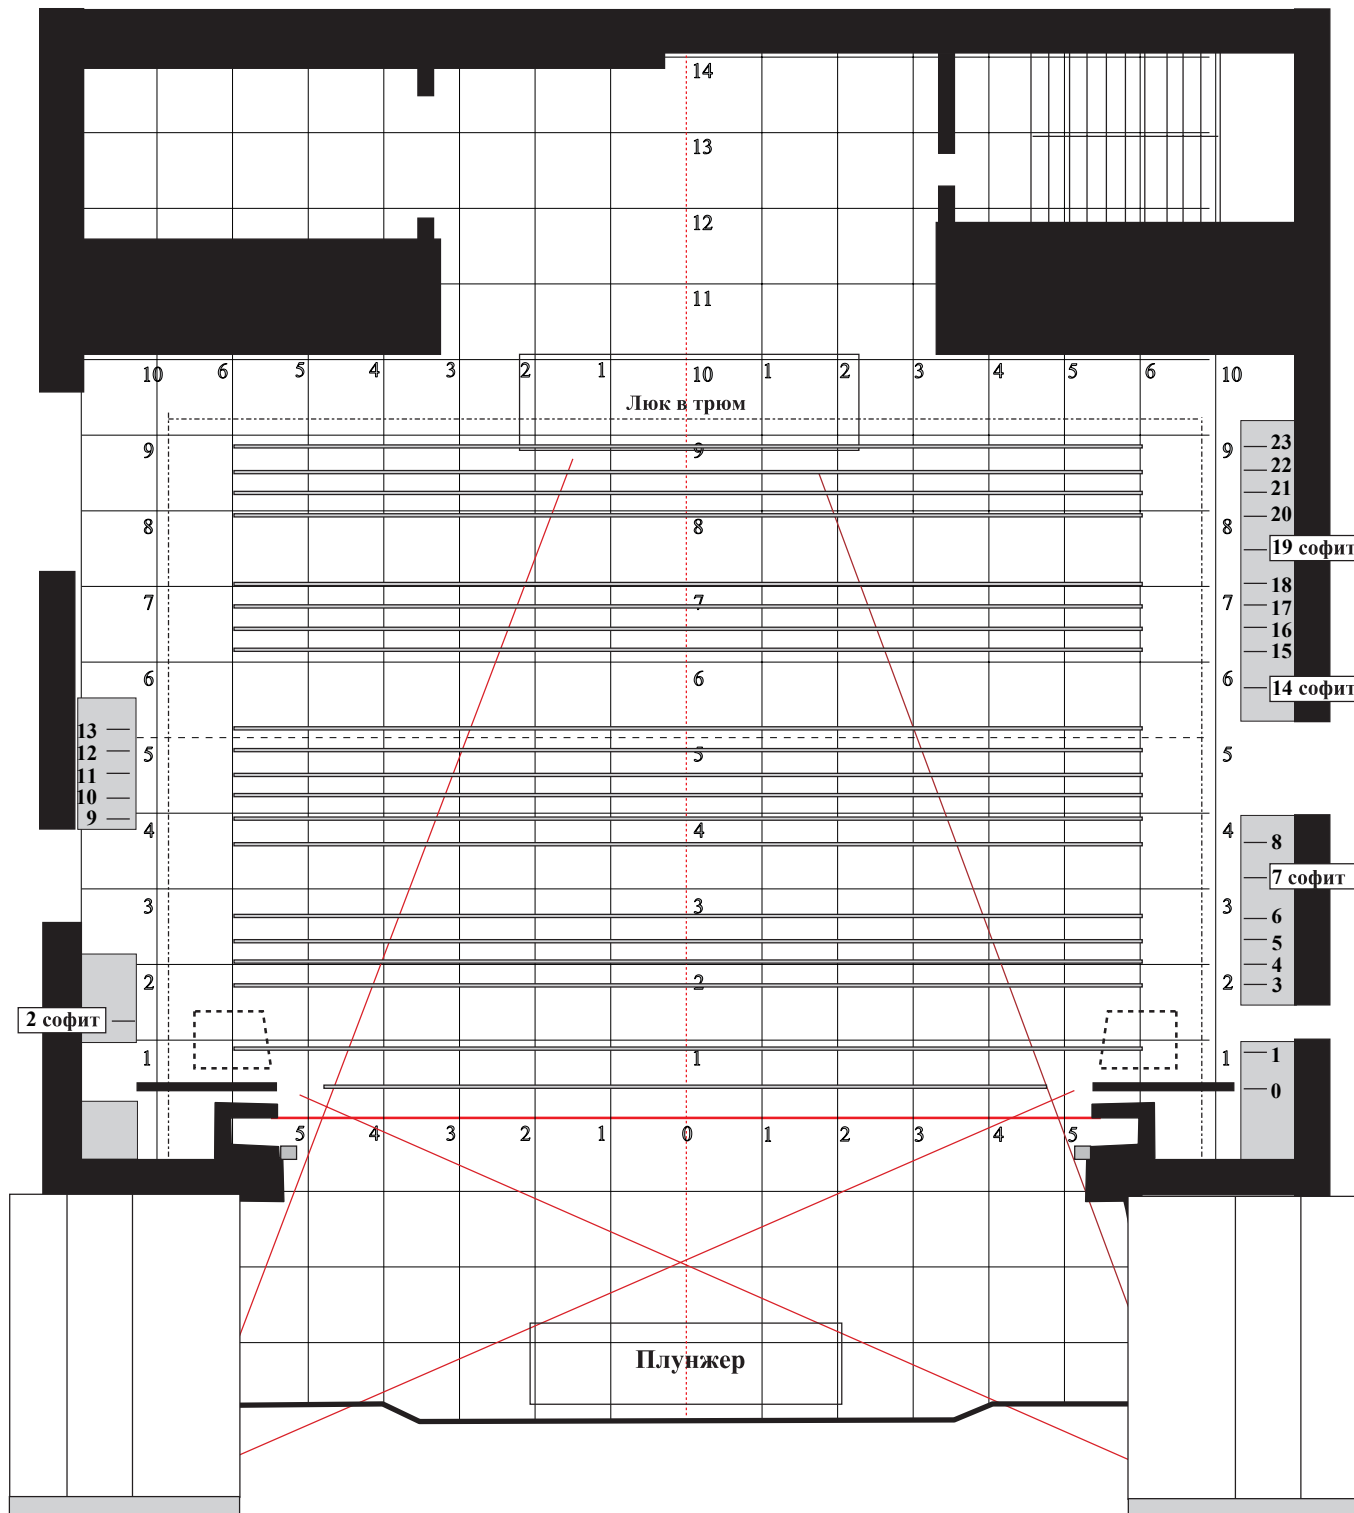 14
13
12
11
10 6 5 4 3 2 1 10 1 2 3 4 5 6 10
Люк в трюм
9 9 9 23
22
21
8 8 8 20
19 софит
18
7 7 7 17
16
15
6 6 6 14 софит
13
12 5 5 5
11
10
9
4 4 4
8
7 софит
3 3 3 6
5
4
2 2 2 3
2 софит
1 1 1 1
0
5 4 3 2 1 0 1 2 3 4 5
Плунжер